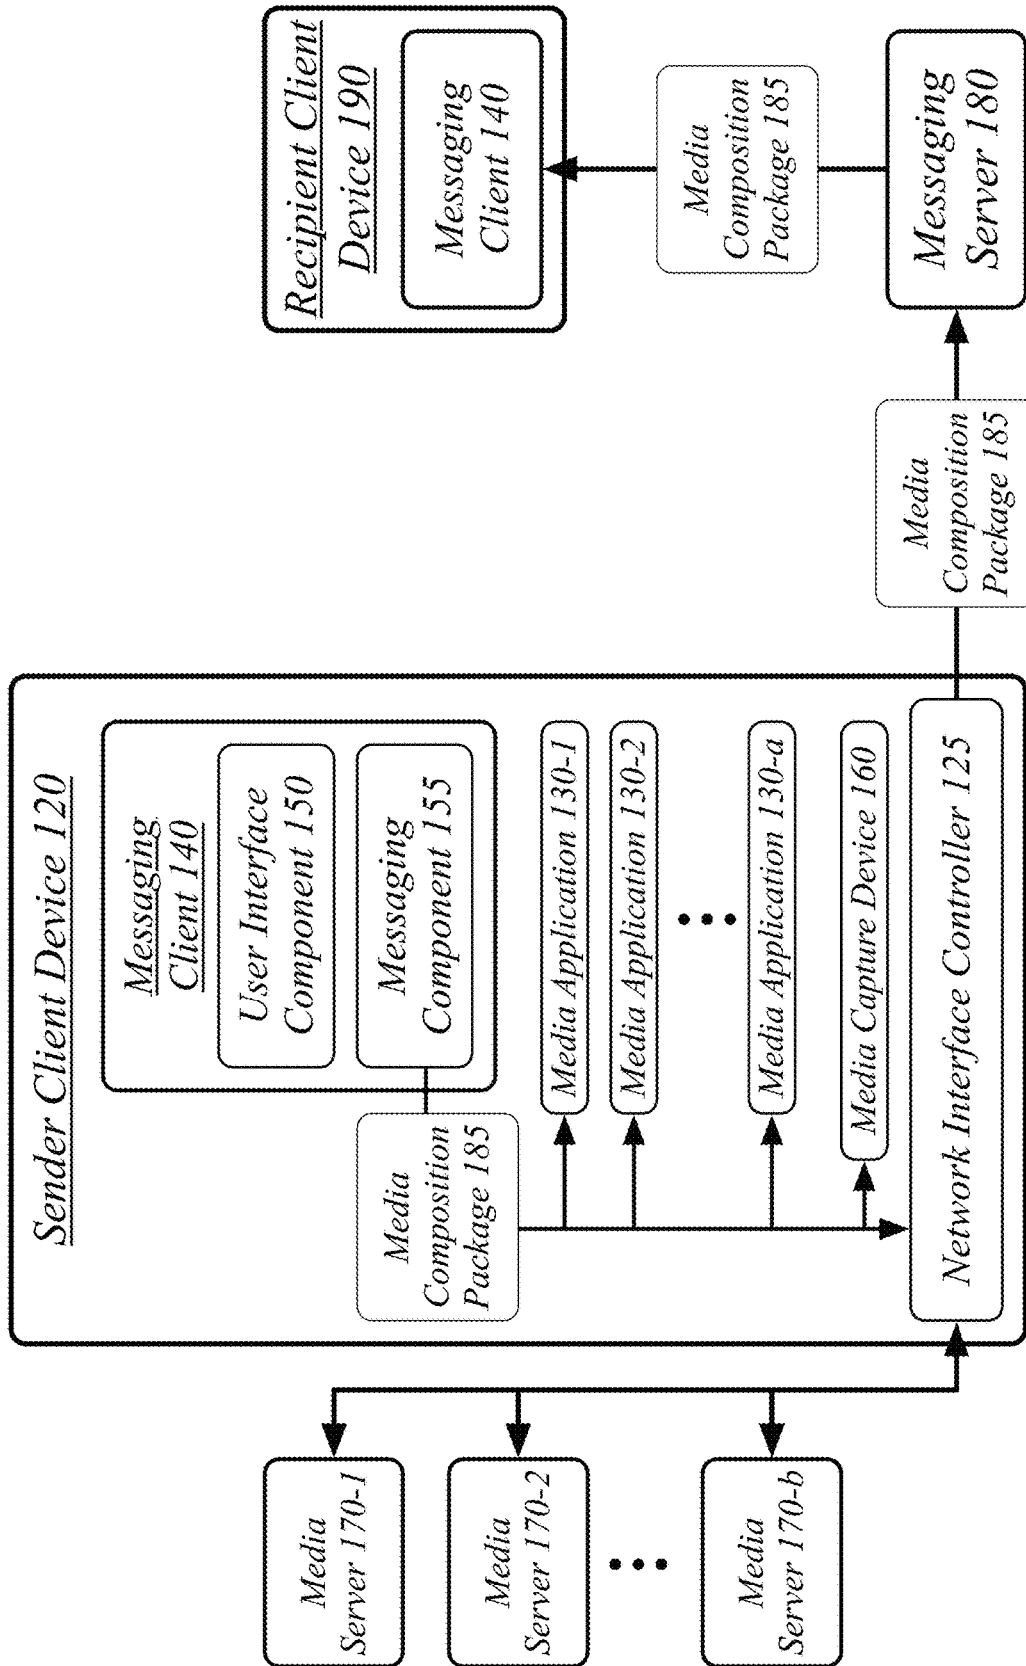 Sender Client Device 120
Messaging
Client 140
User Interface
Component 150
Messaging
Component 155
Media
Composition
Package 185
Media Application 130-1
Media Application 130-2
Media Application 130-a
Media Capture Device 160
Network Interface Controller 125
Media
Server 170-1
Media
Server 170-2
Media
Server 170-b
Media
Composition
Package 185
Messaging
Server 180
Media
Composition
Package 185
Recipient Client
Device 190
Messaging
Client 140